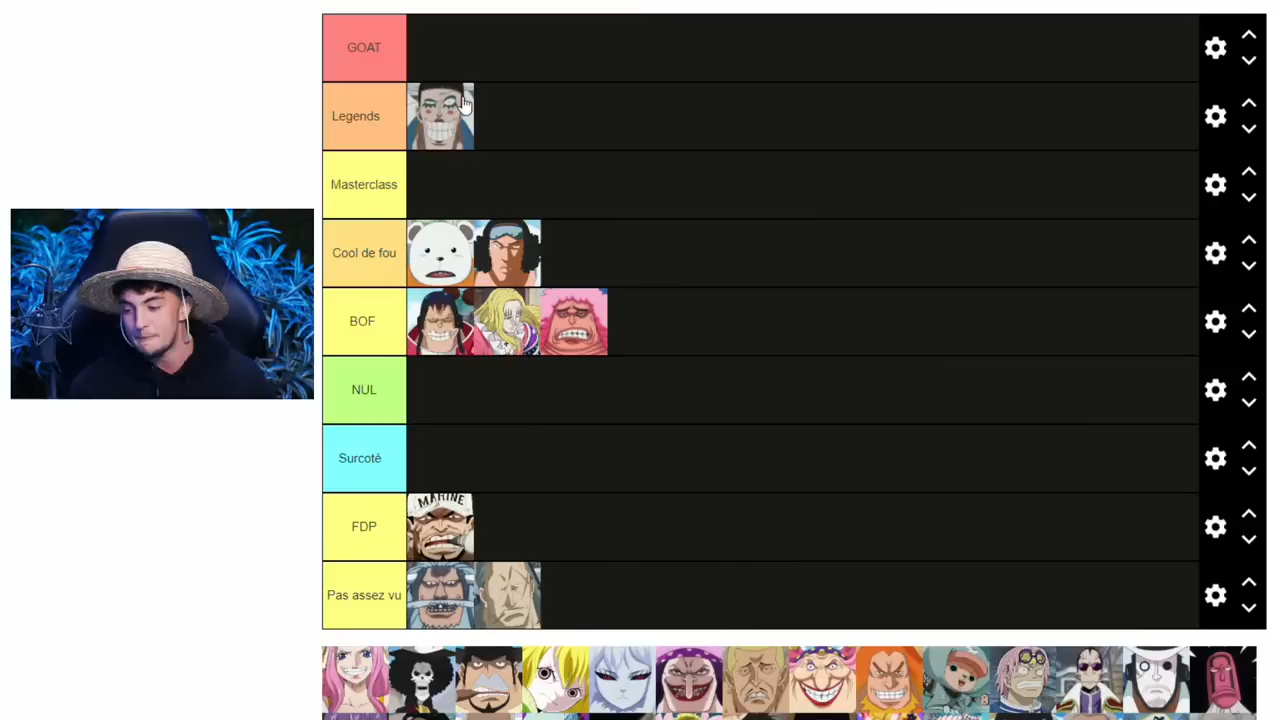 GOAT
Legends
Masterclass
Cool de fou
BOF
NUL
Surcoté
FDP
MARINE
Pas assez vu